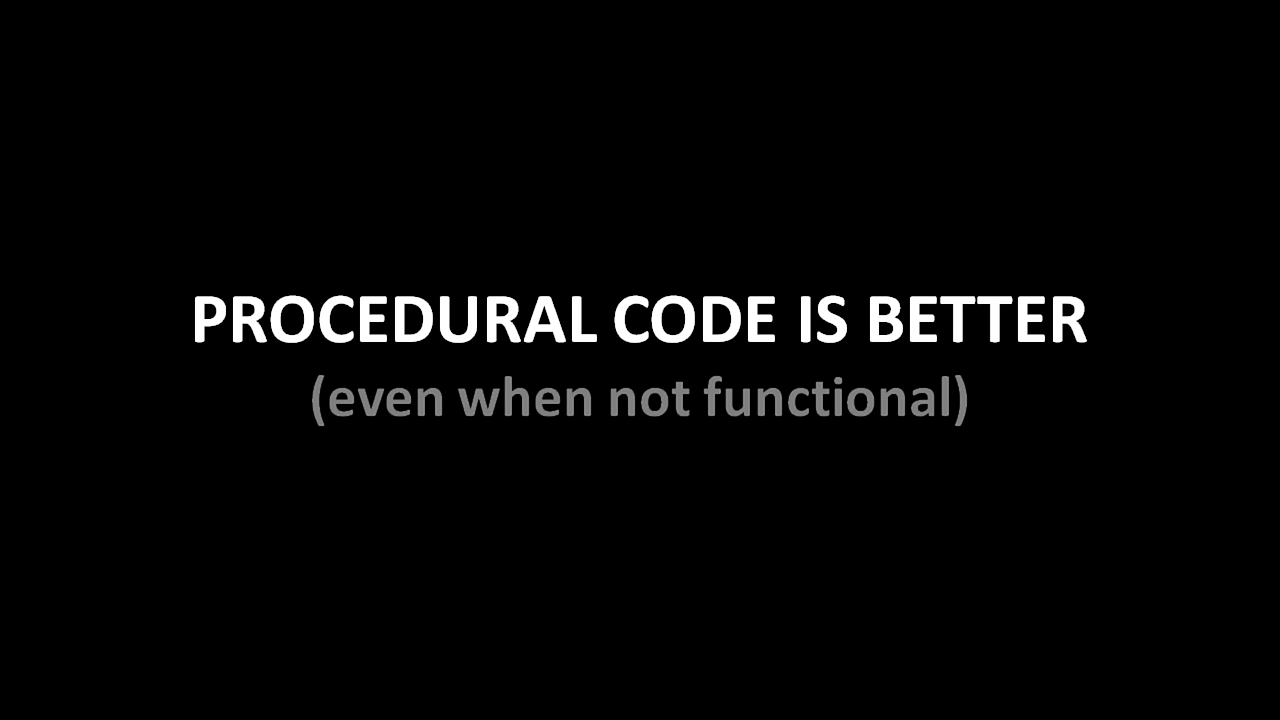 PROCEDURAL CODE IS BETTER
(even when not functional)